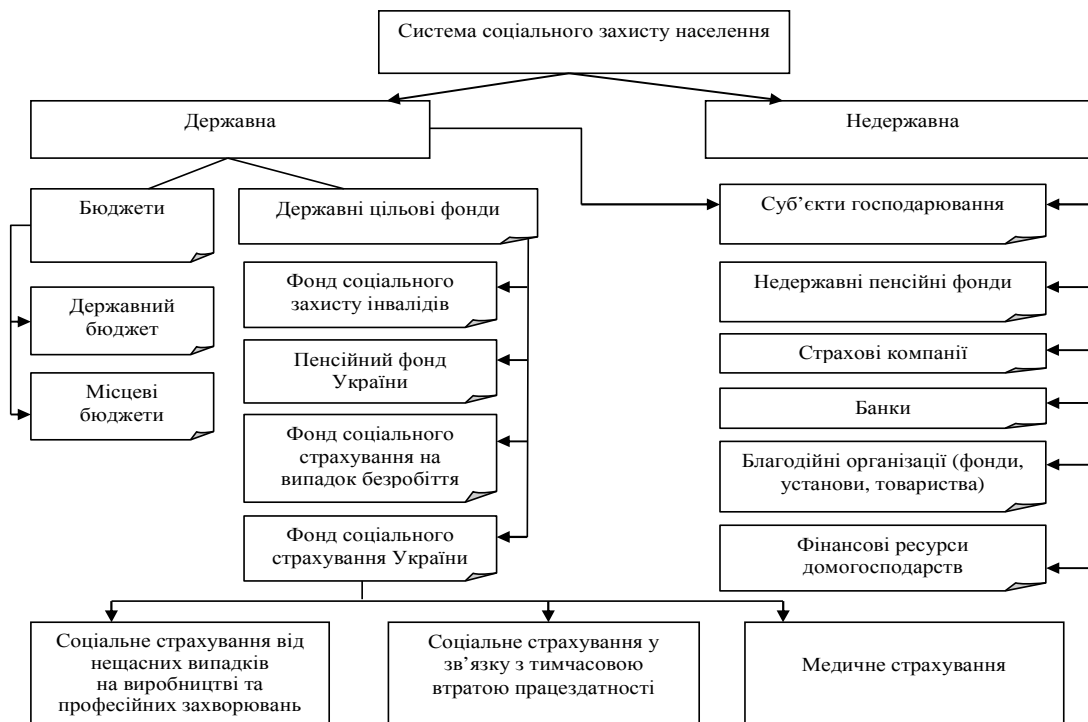 Система соціального захисту населення
Державна
Недержавна
Бюджети
Державний
бюджет
Місцеві
бюджети
Державні цільові фонди
Фонд соціального
захисту інвалідів
Пенсійний фонд
України
Фонд соціального
страхування на
випадок безробіття
Фонд соціального
страхування України
Суб’єкти господарювання
Недержавні пенсійні фонди
Страхові компанії
Банки
Благодійні організації (фонди,
установи, товариства)
Фінансові ресурси
домогосподарств
Соціальне страхування від
нещасних випадків
на виробництві та
професійних захворювань
Соціальне страхування у
зв’язку з тимчасовою
втратою працездатності
Медичне страхування